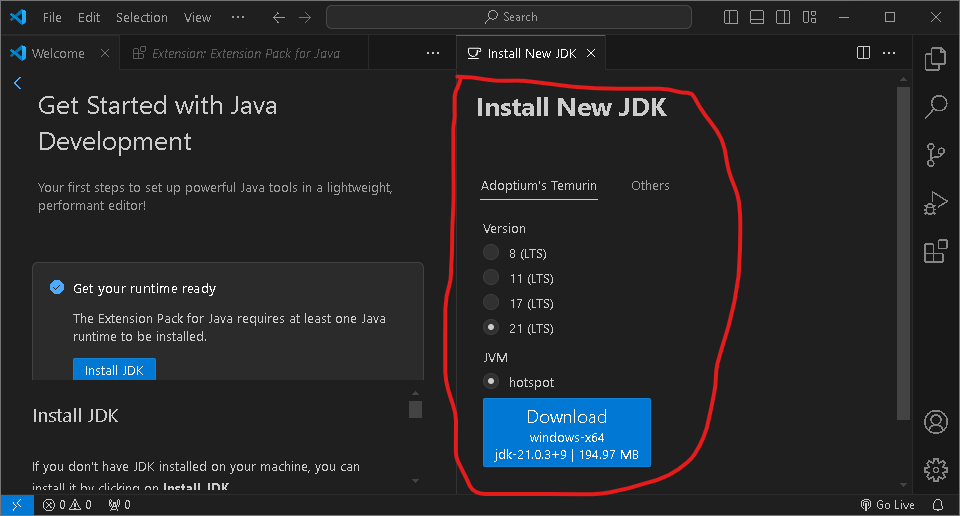 File Edit Selection View ··· Search
Welcome
Extension: Extension Pack for Java
Install New JDK
Get Started with Java
Development
Your first steps to set up powerful Java tools in a lightweight,
performant editor!
Get your runtime ready
The Extension Pack for Java requires at least one Java
runtime to be installed.
Install JDK
Install JDK
If you don't have JDK installed on your machine, you can
install it by clicking on Install JDK
Install New JDK
Adoptium's Temurin Others
Version
8 (LTS)
11 (LTS)
17 (LTS)
21 (LTS)
JVM
hotspot
Download
windows-x64
jdk-21.0.3+9 | 194.97 MB
0 0 0 Go Live